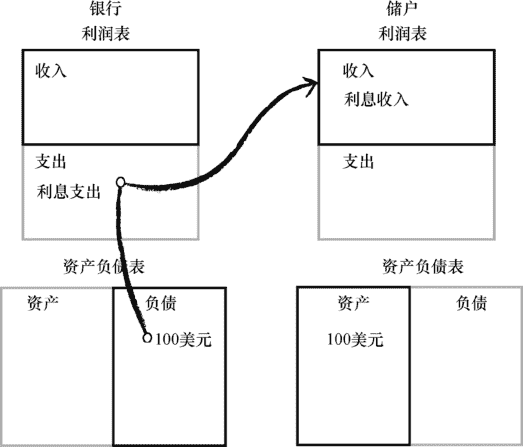 银行
利润表
收入
支出
利息支出
资产负债表
资产
负债
100美元
储户
利润表
收入
利息收入
支出
资产负债表
资产
负债
100美元